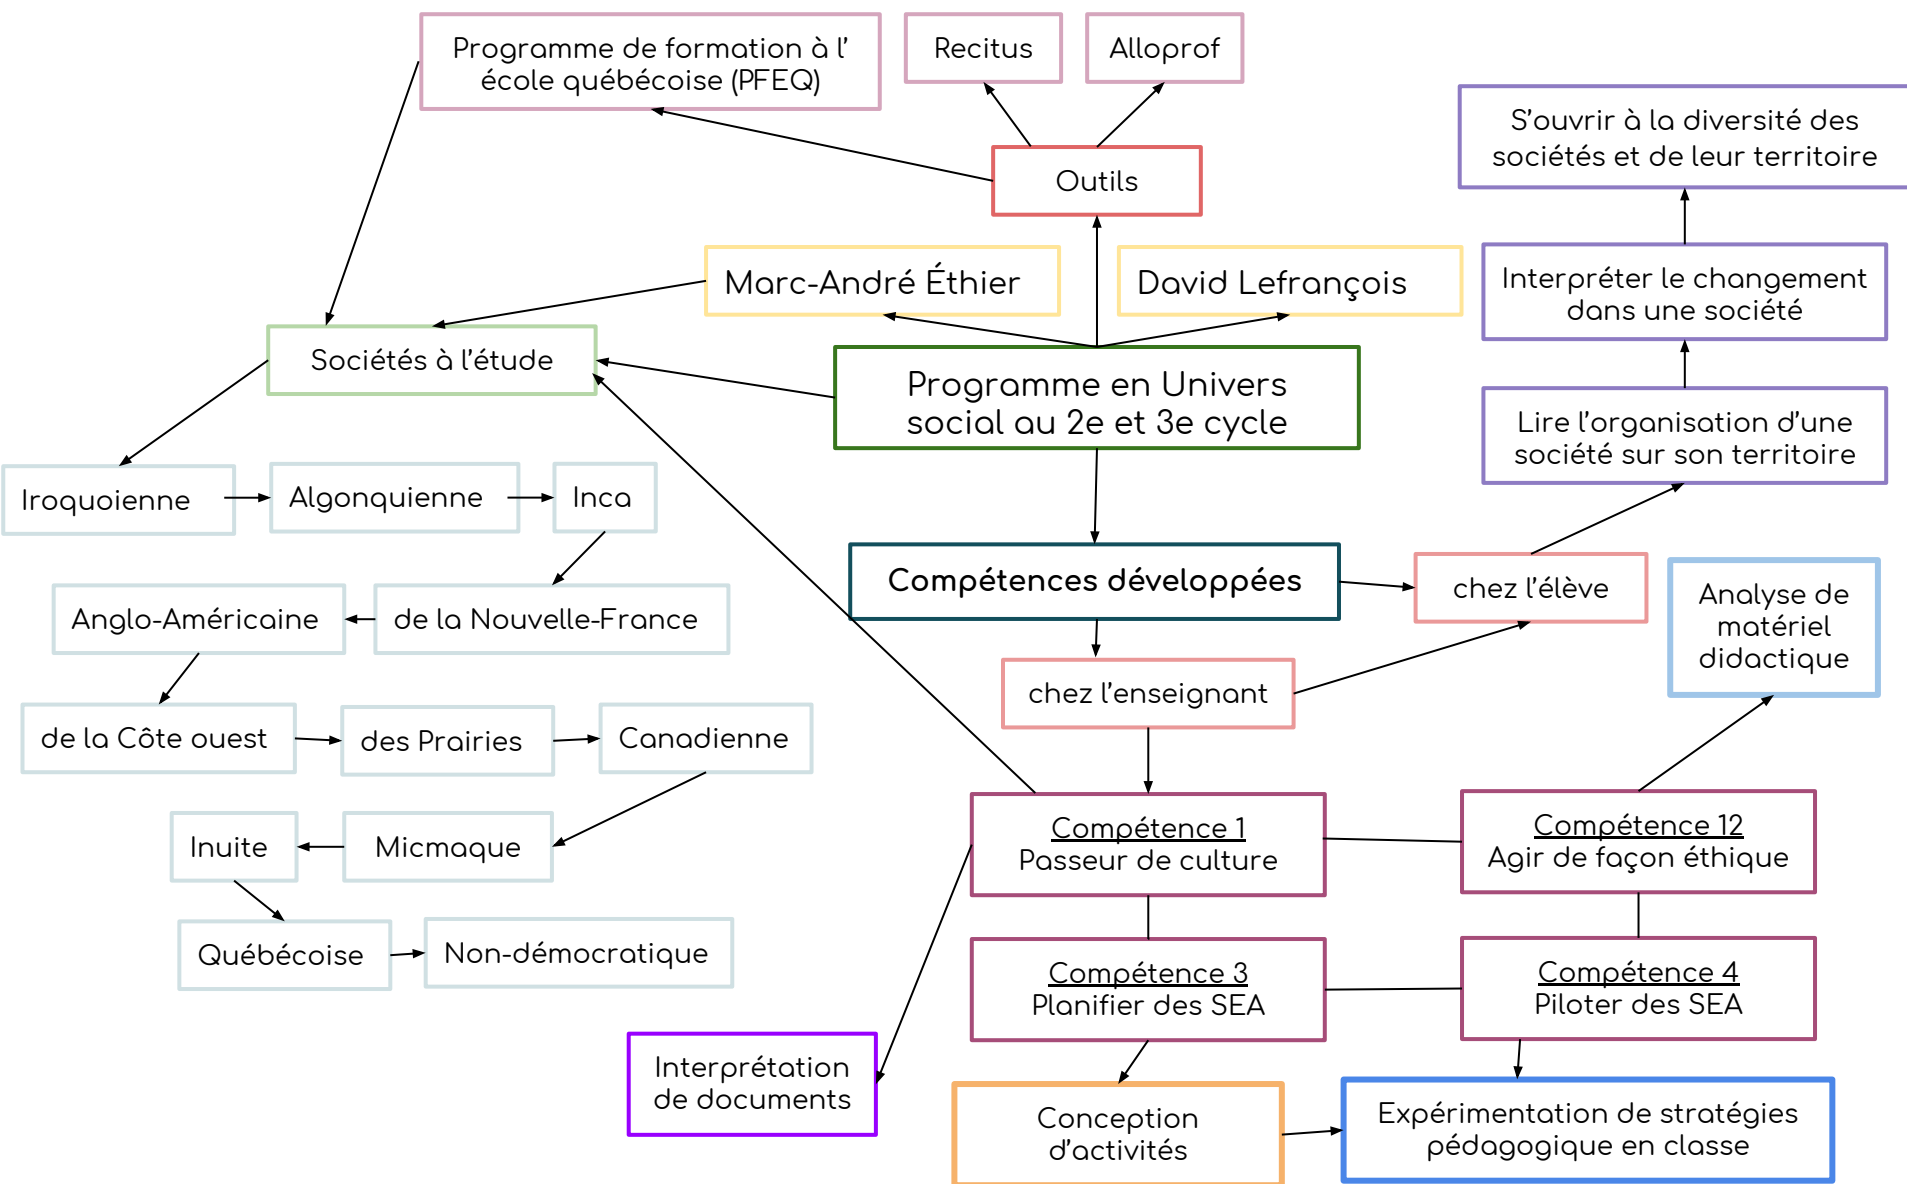 Programme de formation à l'
école québécoise (PFEQ)
Recitus
Alloprof
S'ouvrir à la diversité des
sociétés et de leur territoire
Outils
Marc-André Éthier
David Lefrançois
Interpréter le changement
dans une société
Sociétés à l'étude
Programme en Univers
social au 2e et 3e cycle
Lire l'organisation d'une
société sur son territoire
Iroquoienne
Algonquienne
Inca
Compétences développées
chez l'élève
Analyse de
matériel
didactique
Anglo-Américaine
de la Nouvelle-France
chez l'enseignant
de la Côte ouest
des Prairies
Canadienne
Compétence 1
Passeur de culture
Compétence 12
Agir de façon éthique
Inuite
Micmaque
Québécoise
Non-démocratique
Compétence 3
Planifier des SEA
Compétence 4
Piloter des SEA
Interprétation
de documents
Conception
d'activités
Expérimentation de stratégies
pédagogique en classe